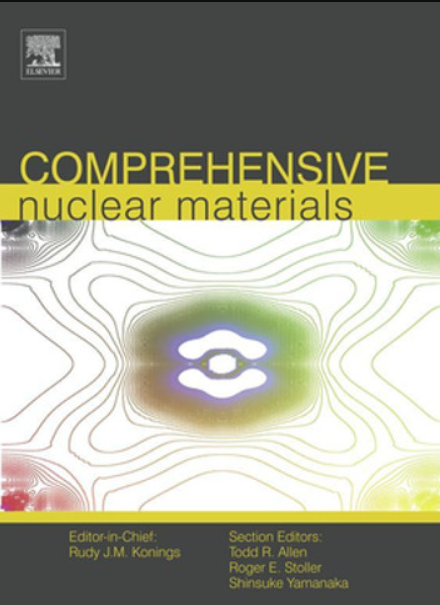 ELSEVIER
COMPREHENSIVE
nuclear materials
Editor-in-Chief:
Rudy J.M. Konings
Section Editors:
Todd R. Allen
Roger E. Stoller
Shinsuke Yamanaka